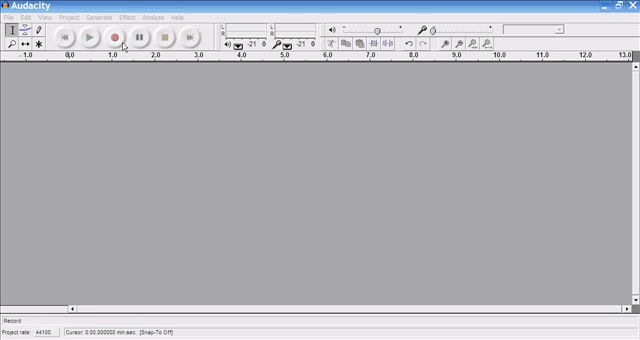 Audacity
File Edit View Project Generate Effect Analyze Help
L R -21 0 L R -21 0 - + - +
- 1.0 0.0 1.0 2.0 3.0 4.0 5.0 6.0 7.0 8.0 9.0 10.0 11.0 12.0 13.0
Record
Project rate: 44100 Cursor: 0:00.000000 min:sec [Snap-To Off]